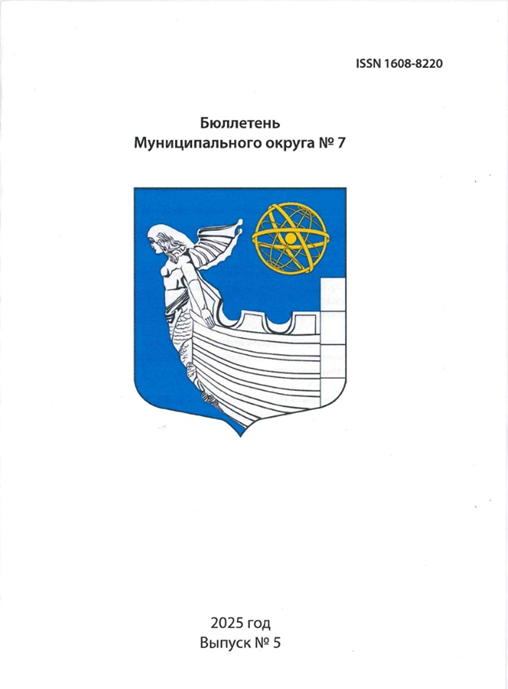 ISSN 1608-8220
Бюллетень
Муниципального округа № 7
2025 год
Выпуск № 5